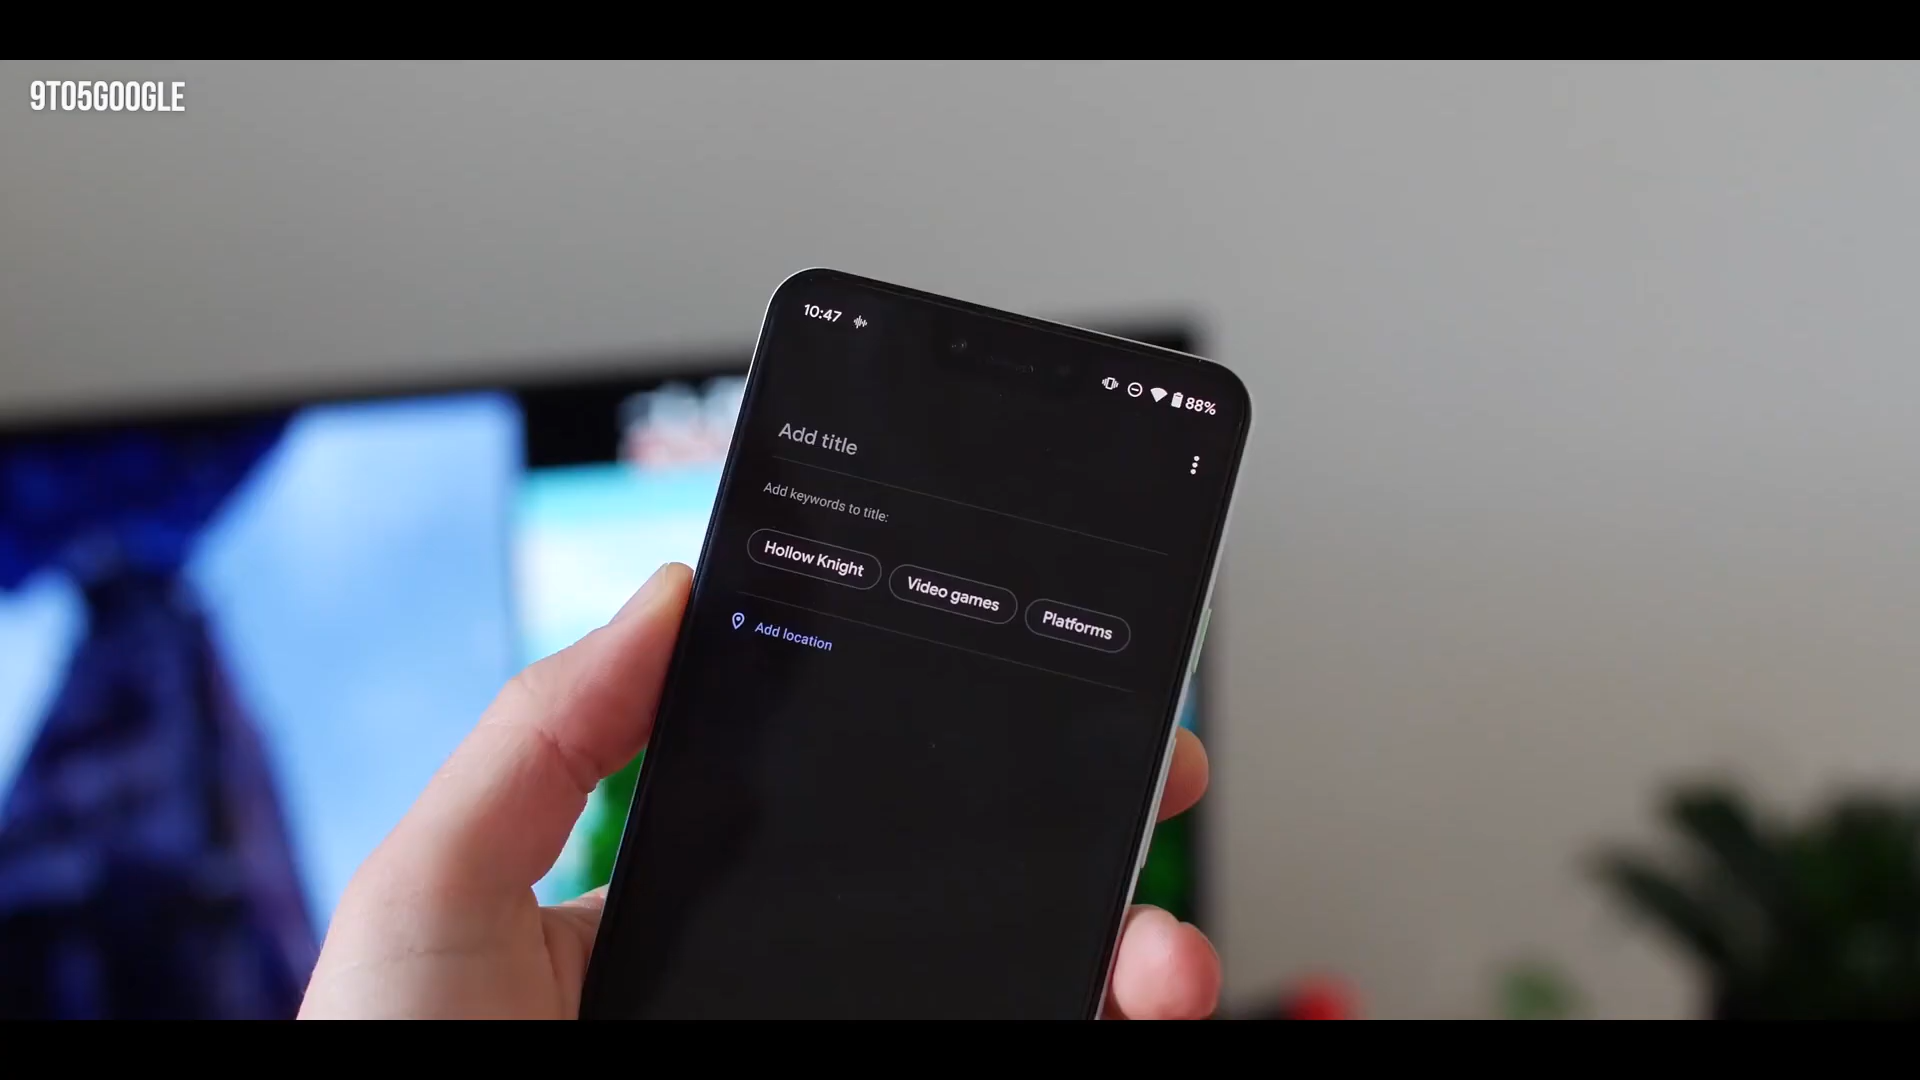 9TO5GOOGLE
10:47
88%
Add title
Add keywords to title:
Hollow Knight
Video games
Platforms
Add location